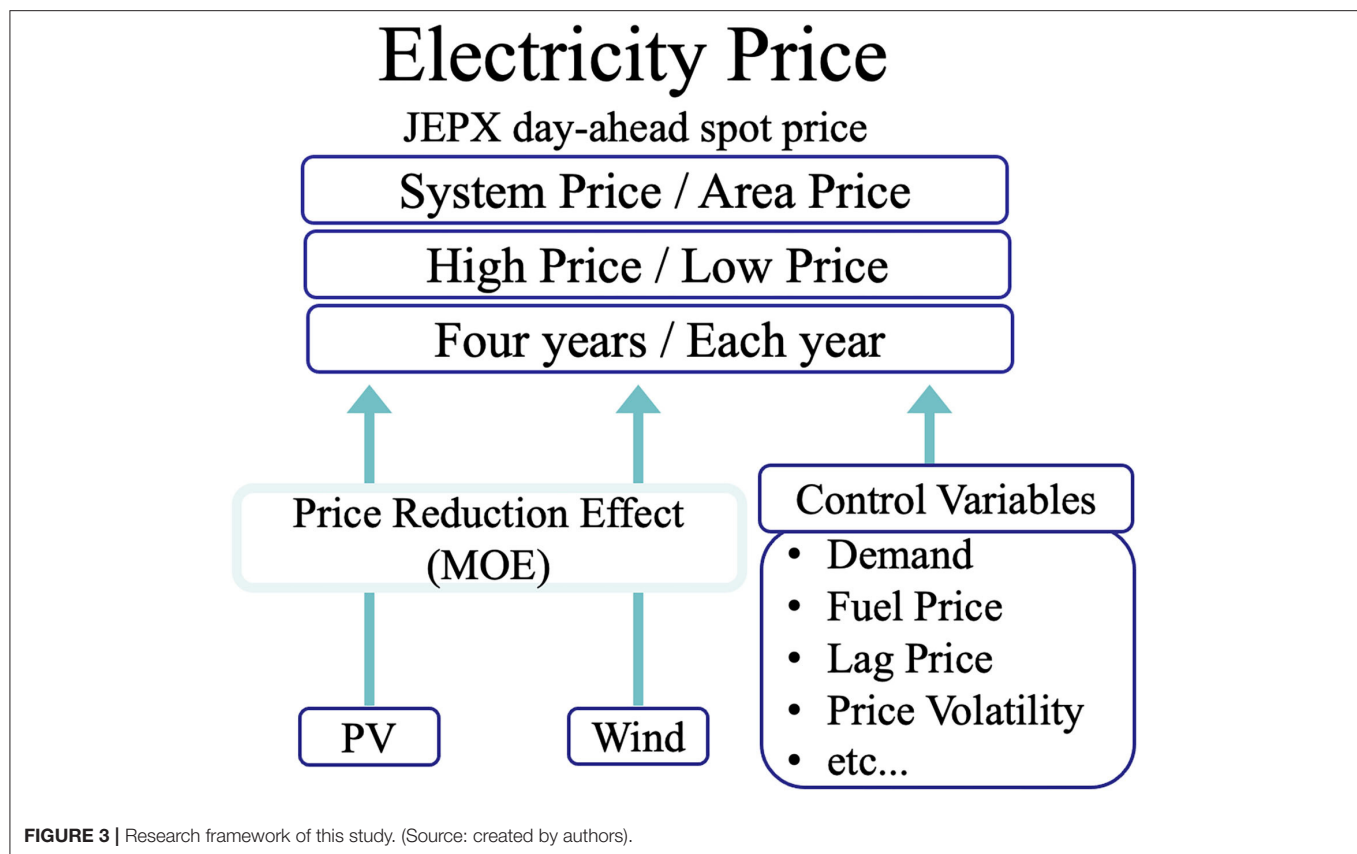 Electricity Price
JEPX day-ahead spot price
System Price / Area Price
High Price / Low Price
Four years / Each year
Price Reduction Effect
(MOE)
PV
Wind
Control Variables
• Demand
• Fuel Price
• Lag Price
• Price Volatility
• etc...
FIGURE 3 | Research framework of this study. (Source: created by authors).